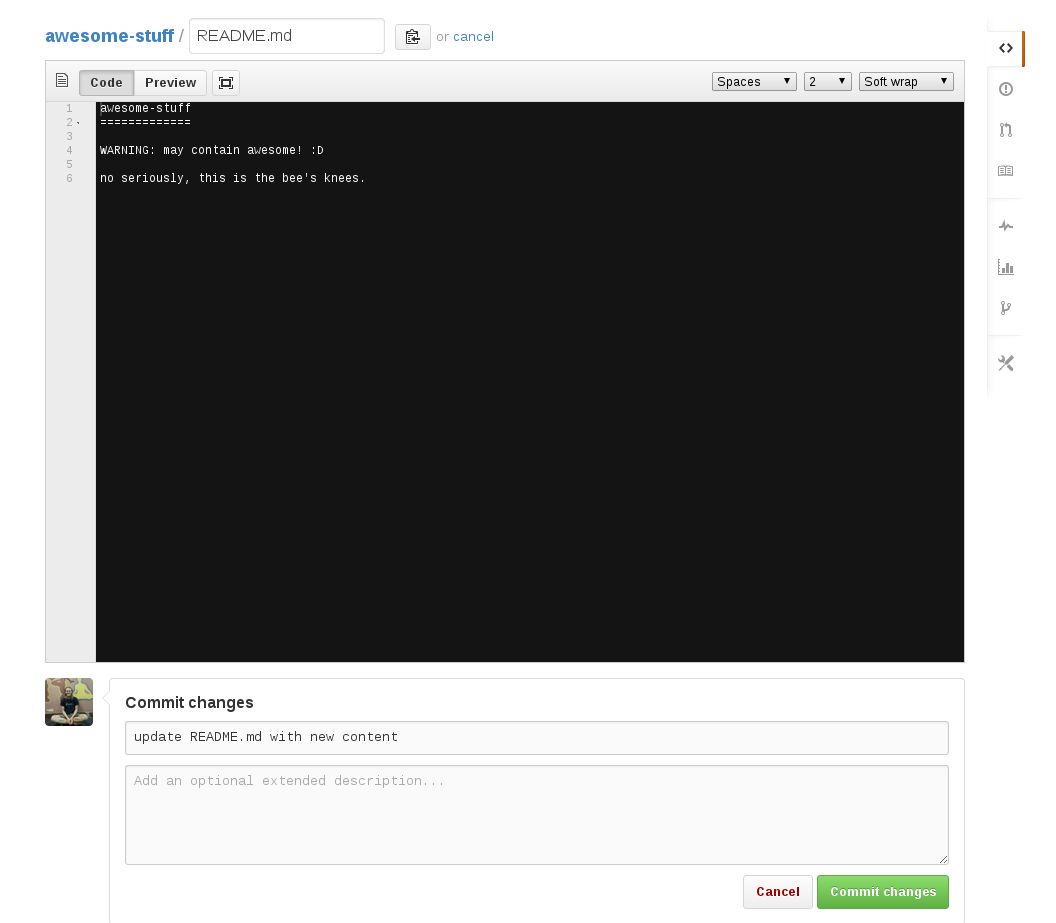 awesome-stuff / README.md or cancel
Code Preview Spaces 2 Soft wrap
1 awesome-stuff
2 =============
3
4 WARNING: may contain awesome! :D
5
6 no seriously, this is the bee's knees.
Commit changes
update README.md with new content
Add an optional extended description...
Cancel Commit changes